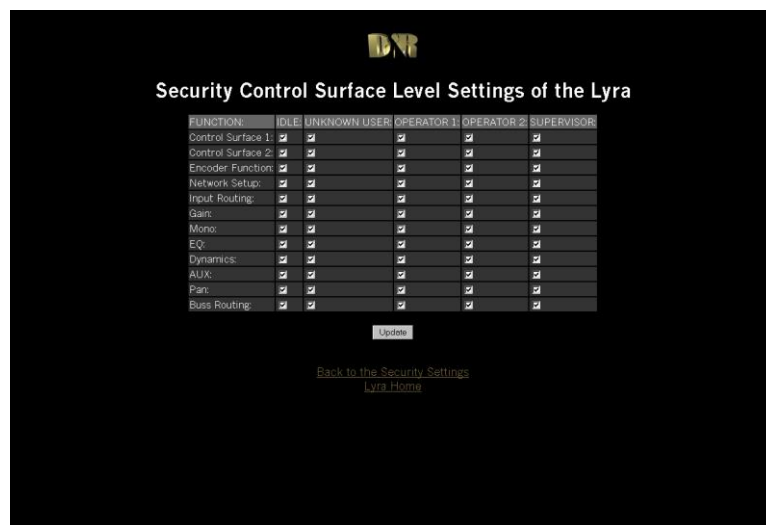 DNR
Security Control Surface Level Settings of the Lyra
FUNCTION: IDLE: UNKNOWN USER: OPERATOR 1: OPERATOR 2: SUPERVISOR:
Control Surface 1:
Control Surface 2:
Encoder Function:
Network Setup:
Input Routing:
Gain:
Mono:
EQ:
Dynamics:
AUX:
Pan:
Buss Routing:
Update
Back to the Security Settings
Lyra Home